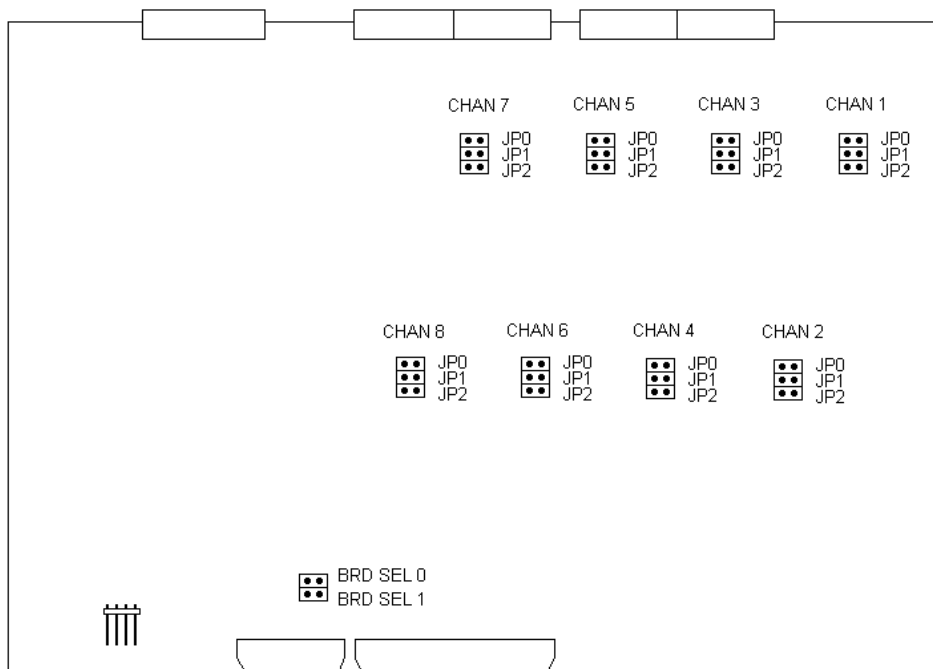 CHAN 7 CHAN 5 CHAN 3 CHAN 1
JP0 JP0 JP0 JP0
JP1 JP1 JP1 JP1
JP2 JP2 JP2 JP2
CHAN 8 CHAN 6 CHAN 4 CHAN 2
JP0 JP0 JP0 JP0
JP1 JP1 JP1 JP1
JP2 JP2 JP2 JP2
BRD SEL 0
BRD SEL 1